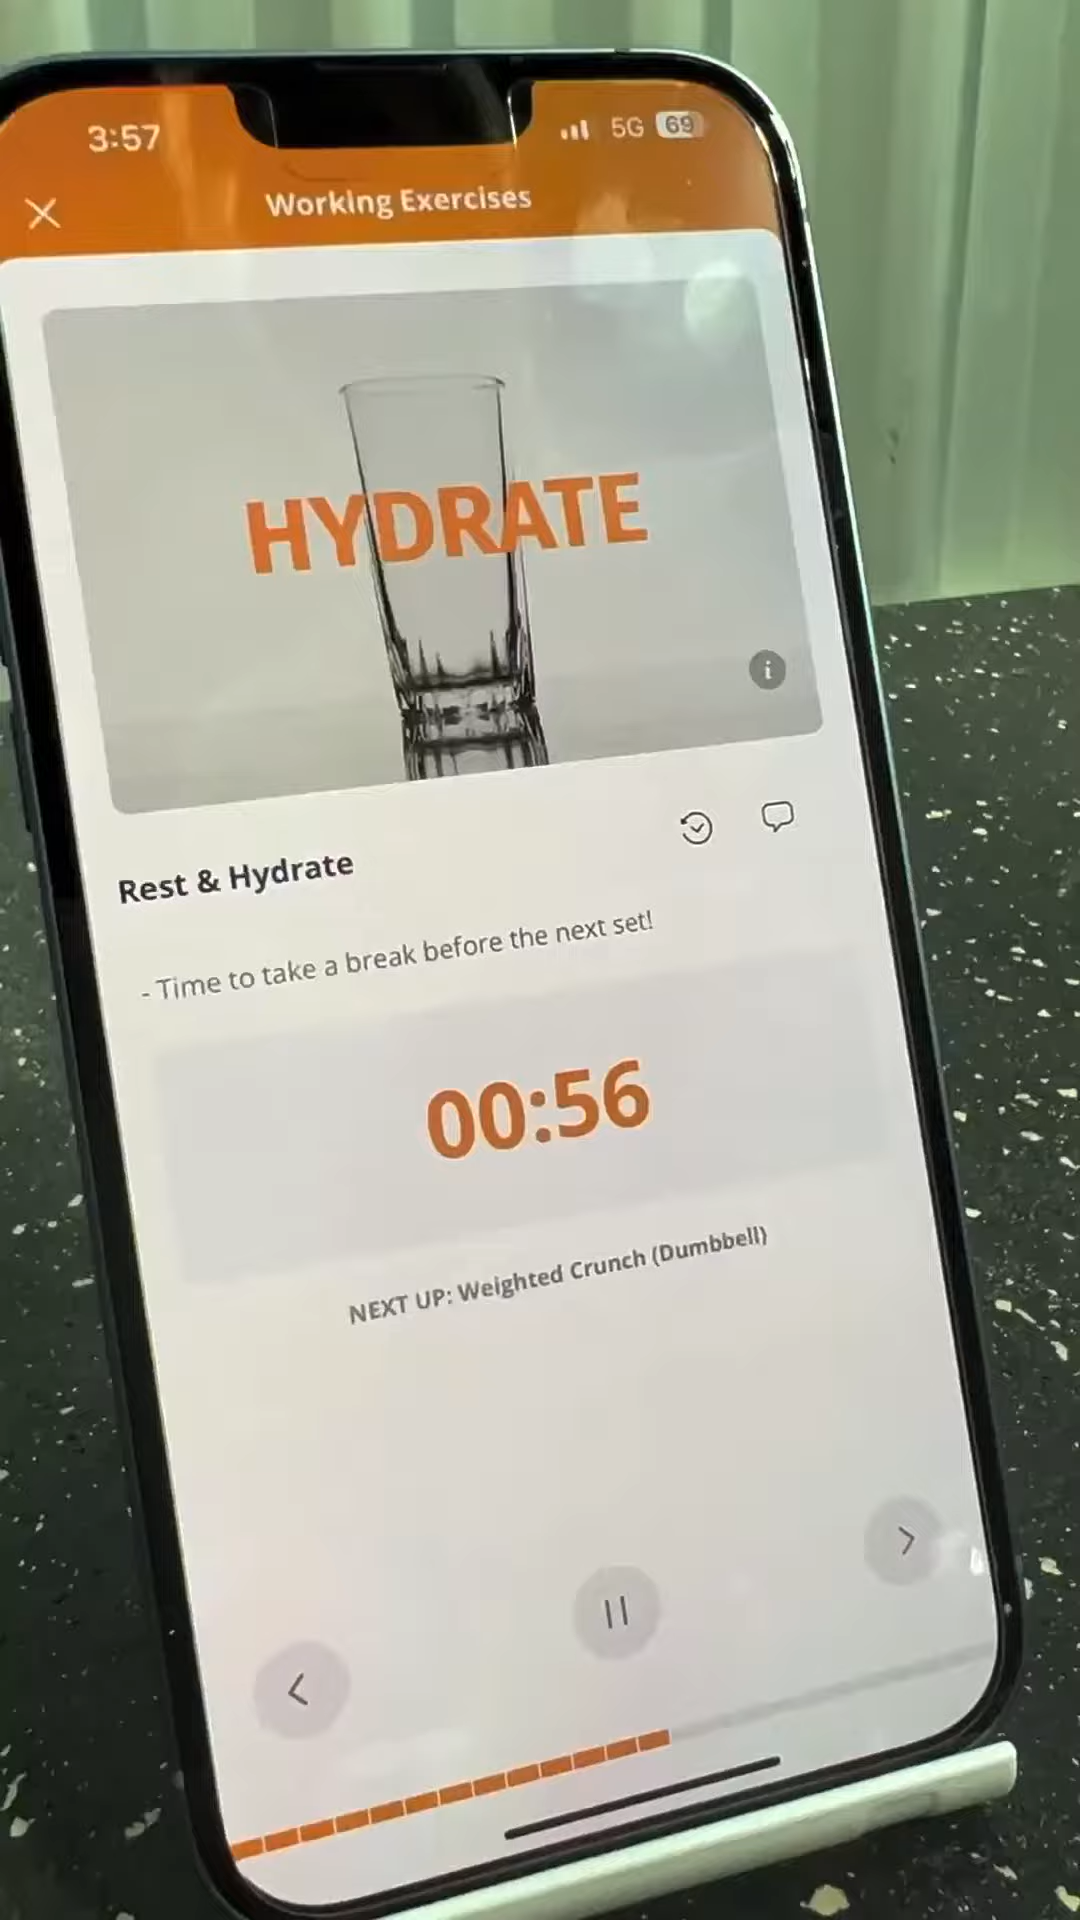 3:57
5G 69
Working Exercises
HYDRATE
i
Rest & Hydrate
- Time to take a break before the next set!
00:56
NEXT UP: Weighted Crunch (Dumbbell)